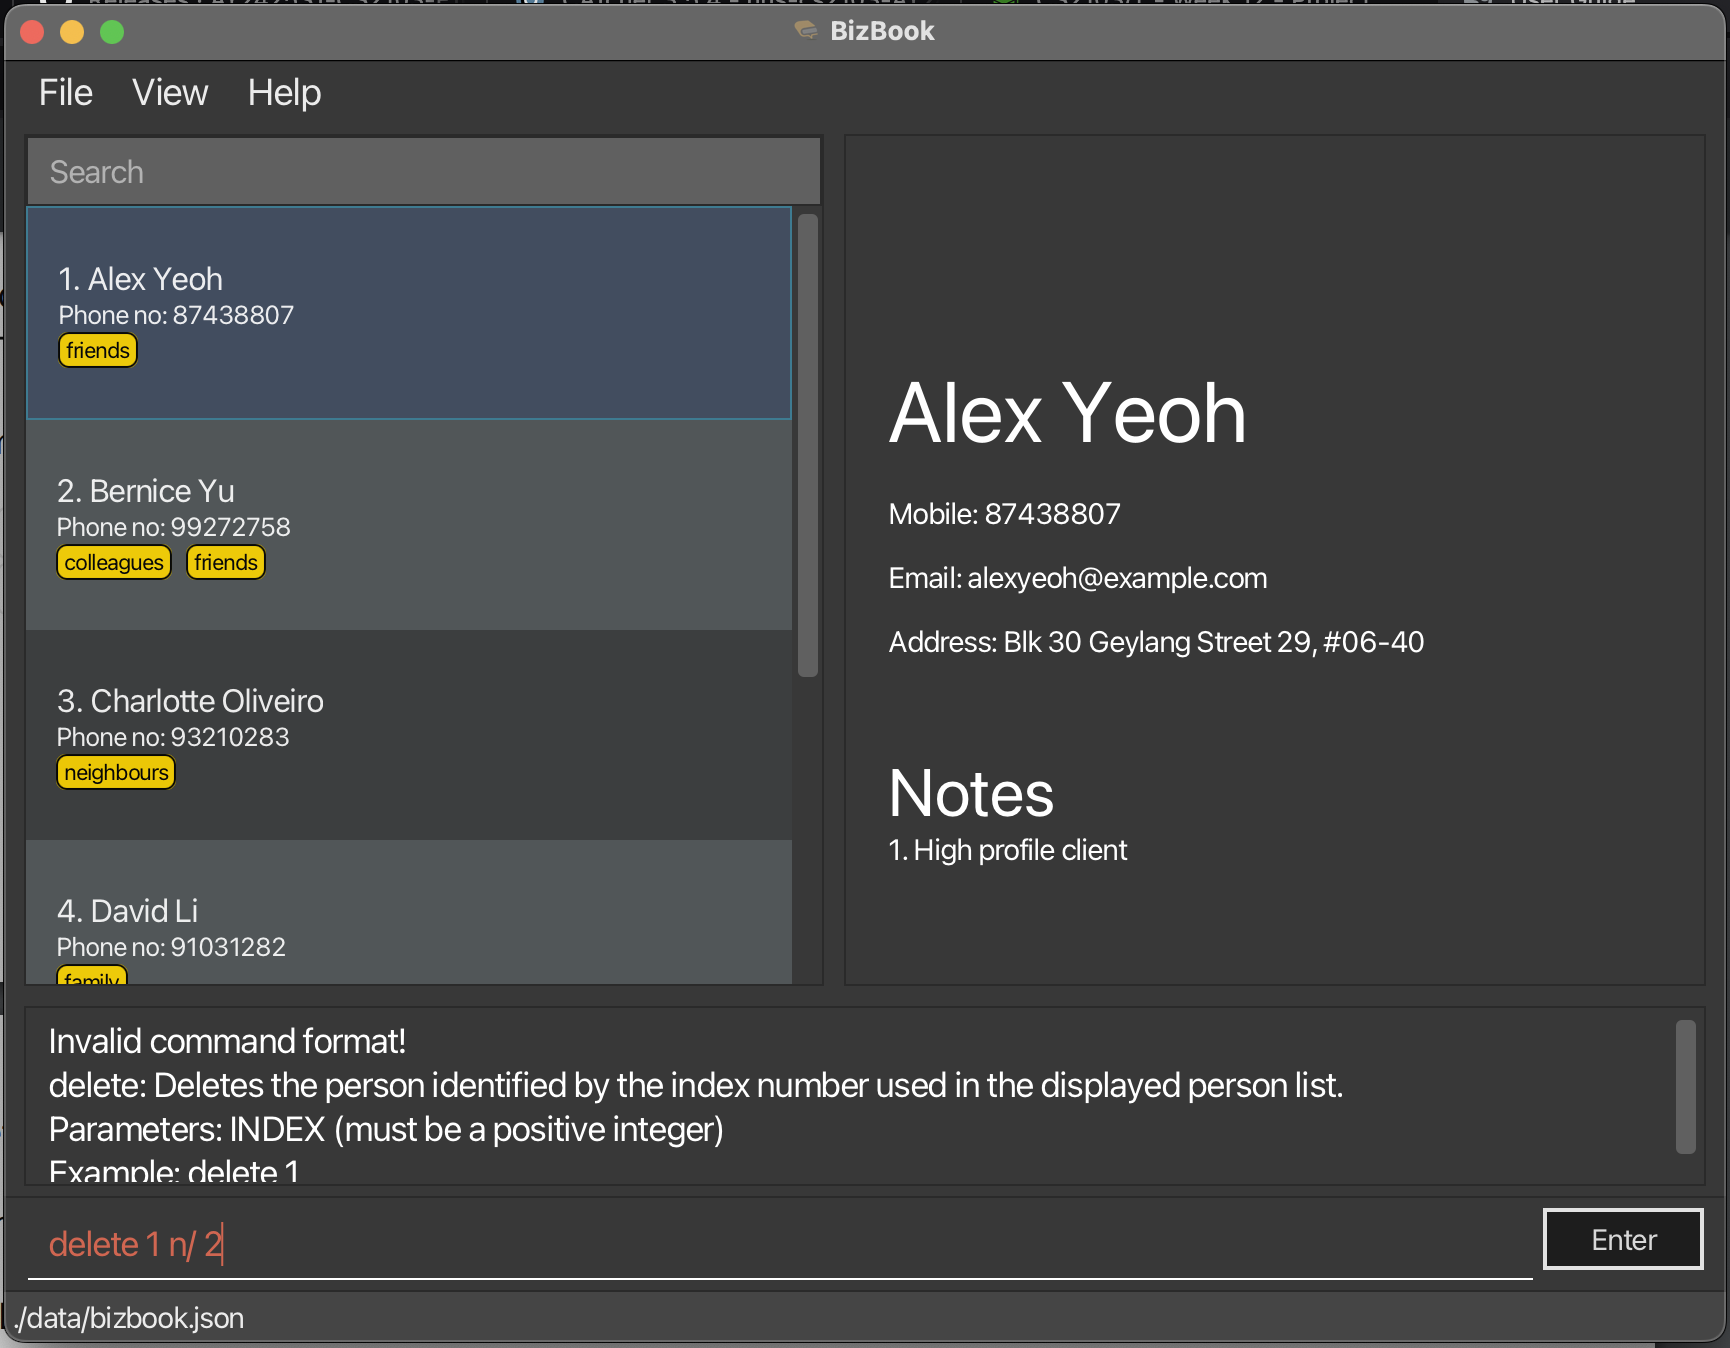 BizBook
File View Help
Search
1. Alex Yeoh
Phone no: 87438807
friends
2. Bernice Yu
Phone no: 99272758
colleagues friends
3. Charlotte Oliveiro
Phone no: 93210283
neighbours
4. David Li
Phone no: 91031282
family
Alex Yeoh
Mobile: 87438807
Email: alexyeoh@example.com
Address: Blk 30 Geylang Street 29, #06-40
Notes
1. High profile client
Invalid command format!
delete: Deletes the person identified by the index number used in the displayed person list.
Parameters: INDEX (must be a positive integer)
Example: delete 1
delete 1 n/ 2
Enter
./data/bizbook.json